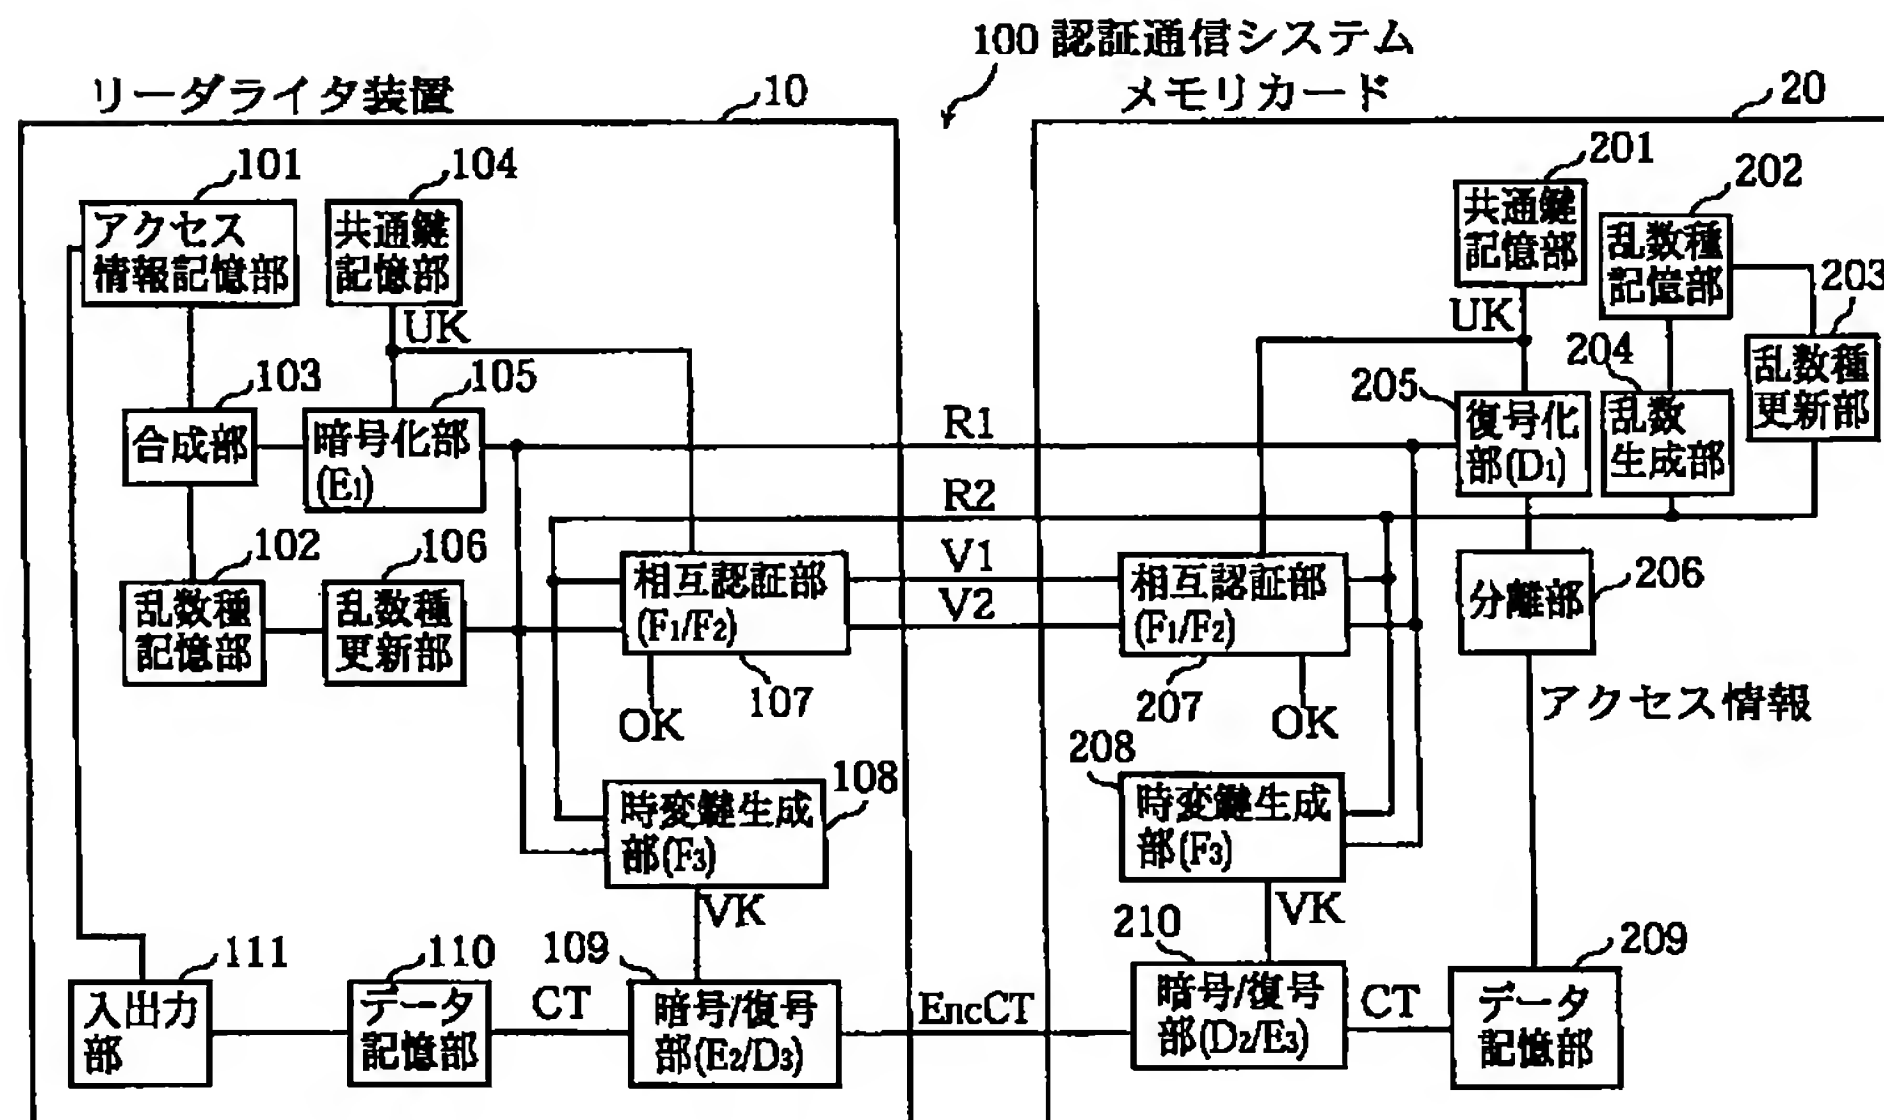 100 認証通信システム
リーダライタ装置
10
メモリカード
20
101
アクセス
情報記憶部
104
共通鍵
記憶部
UK
103
合成部
105
暗号化部
(E1)
102
乱数種
記憶部
106
乱数種
更新部
相互認証部
(F1/F2)
107
OK
時変鍵生成
部(F3)
108
VK
111
入出力
部
110
データ
記憶部
CT
109
暗号/復号
部(E2/D3)
R1
R2
V1
V2
EncCT
201
共通鍵
記憶部
UK
202
乱数種
記憶部
203
乱数種
更新部
204
乱数
生成部
205
復号化
部(D1)
分離部
206
アクセス情報
相互認証部
(F1/F2)
207
OK
208
時変鍵生成
部(F3)
VK
210
暗号/復号
部(D2/E3)
CT
209
データ
記憶部